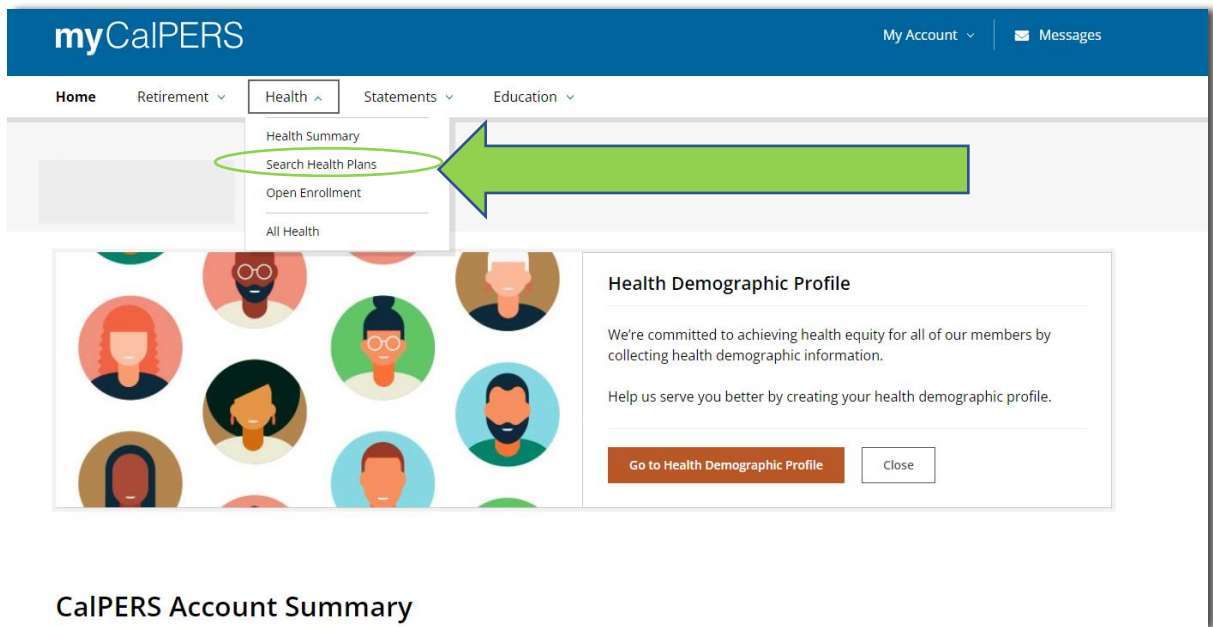 myCalPERS
My Account
Messages
Home Retirement Health Statements Education
Health Summary
Search Health Plans
Open Enrollment
All Health
Health Demographic Profile
We're committed to achieving health equity for all of our members by
collecting health demographic information.
Help us serve you better by creating your health demographic profile.
Go to Health Demographic Profile
Close
CalPERS Account Summary